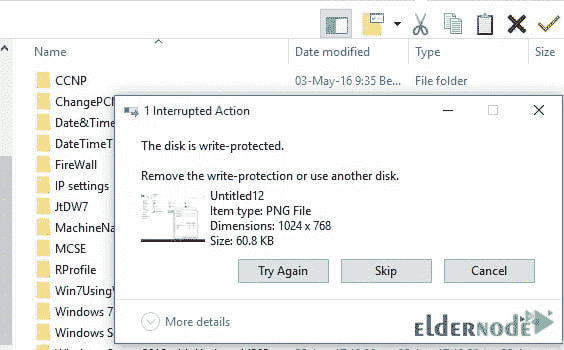 Name Date modified Type Size
CCNP 03-May-16 9:35 Be... File folder
ChangePC
Date&Time
DateTimeT
FireWall
IP settings
JtDW7
MachineNa
MCSE
RProfile
Win7UsingV
Windows 7
Windows S
1 Interrupted Action
The disk is write-protected.
Remove the write-protection or use another disk.
Untitled12
Item type: PNG File
Dimensions: 1024 x 768
Size: 60.8 KB
Try Again Skip Cancel
More details
ELDERNODE